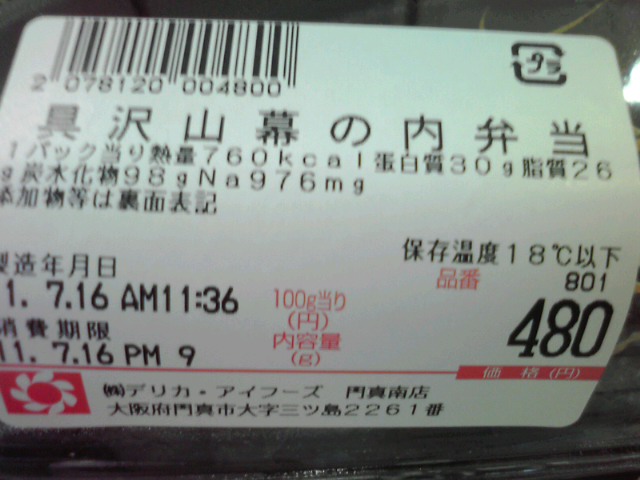 プラ
2 078120 004800
具沢山幕の内弁当
1パック当り熱量760kcal蛋白質30g脂質26
g炭水化物98gNa976mg
添加物等は裏面表記
製造年月日
保存温度18℃以下
品番
801
1. 7.16 AM11:36
100g当り
(円)
内容量
(g)
480
消費期限
11. 7.16 PM 9
価格(円)
㈱デリカ・アイフーズ 門真南店
大阪府門真市大字三ツ島2261番